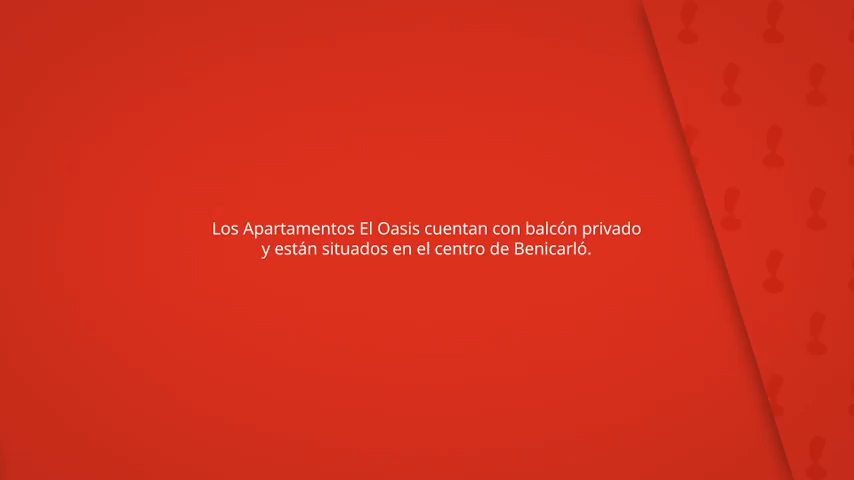 Los Apartamentos El Oasis cuentan con balcón privado
y están situados en el centro de Benicarló.